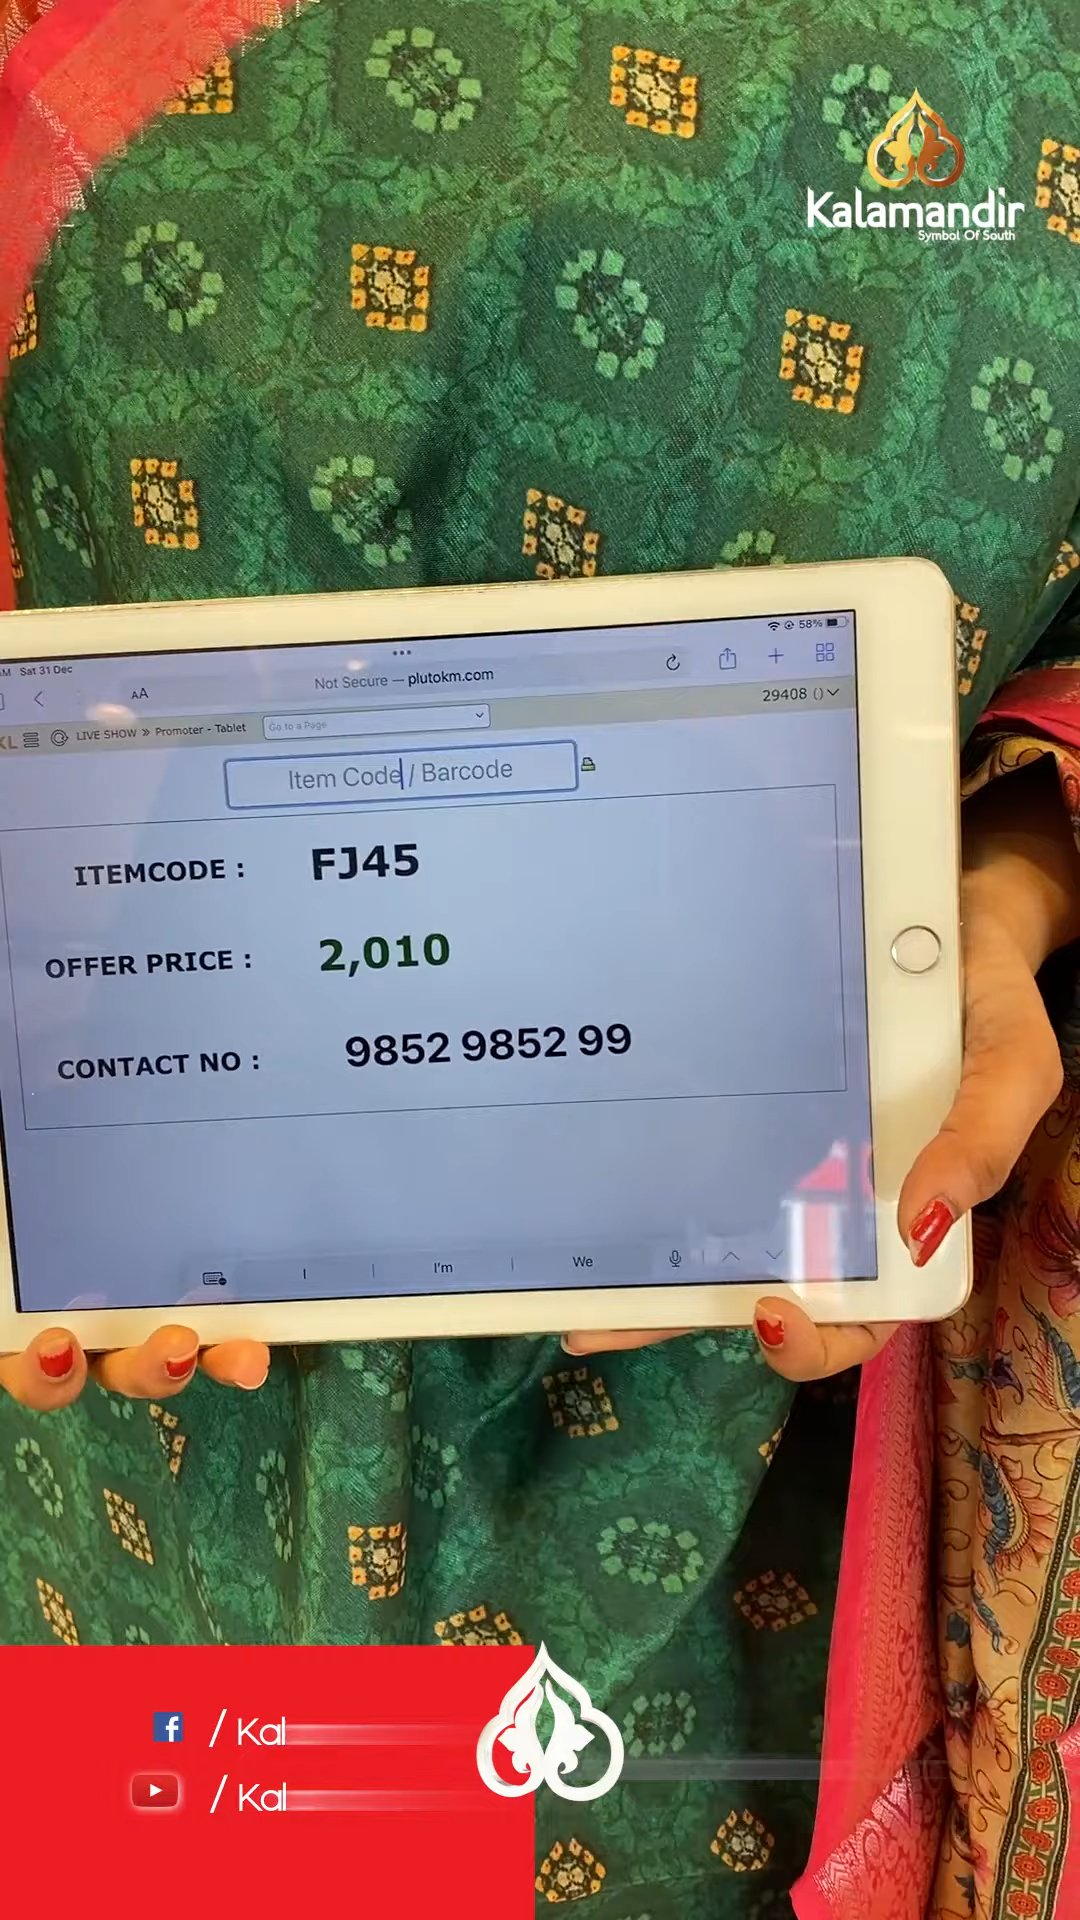 Kalamandir
Symbol Of South
Sat 31 Dec
58%
AA
Not Secure — plutokm.com
LIVE SHOW » Promoter - Tablet
Go to a Page
29408 ()
Item Code / Barcode
ITEMCODE : FJ45
OFFER PRICE : 2,010
CONTACT NO : 9852 9852 99
I
I'm
We
/ Kal
/ Kal